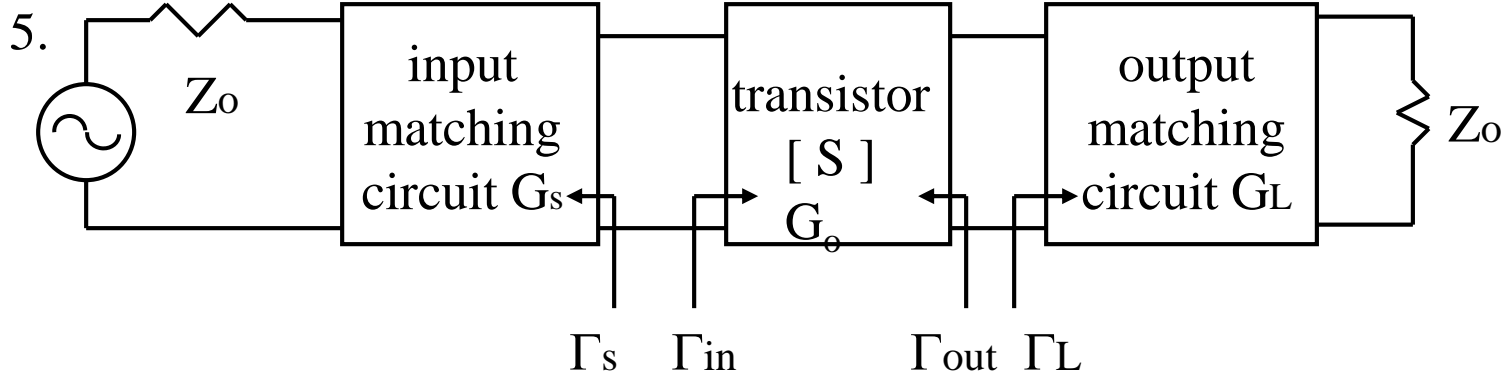 5.
Zo
input
matching
circuit Gs
transistor
[ S ]
Go
output
matching
circuit GL
Zo
Γs Γin Γout ΓL